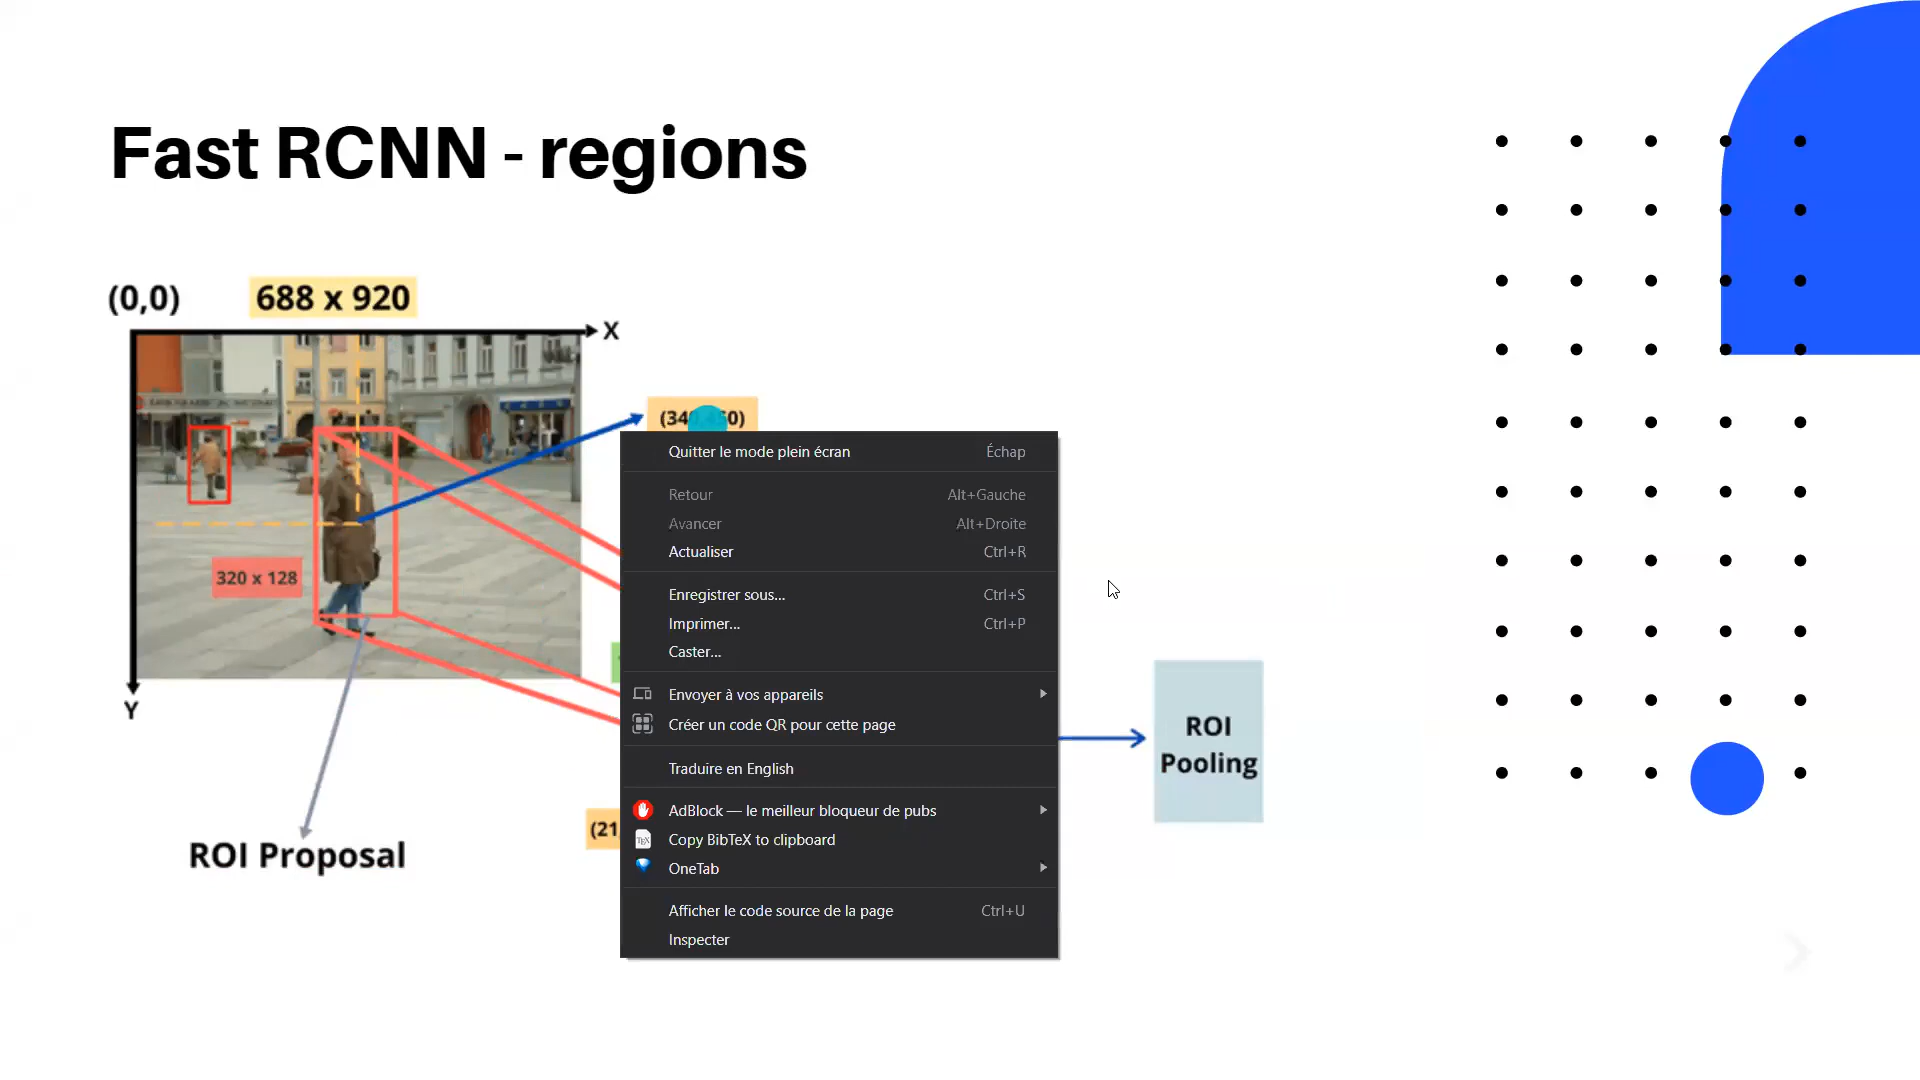 Fast RCNN - regions
(0,0)
688 x 920
X
320 x 128
Y
ROI Proposal
Quitter le mode plein écran Échap
Retour Alt+Gauche
Avancer Alt+Droite
Actualiser Ctrl+R
Enregistrer sous... Ctrl+S
Imprimer... Ctrl+P
Caster...
Envoyer à vos appareils
Créer un code QR pour cette page
Traduire en English
AdBlock — le meilleur bloqueur de pubs
TEX Copy BibTeX to clipboard
OneTab
Afficher le code source de la page Ctrl+U
Inspecter
(21
ROI
Pooling